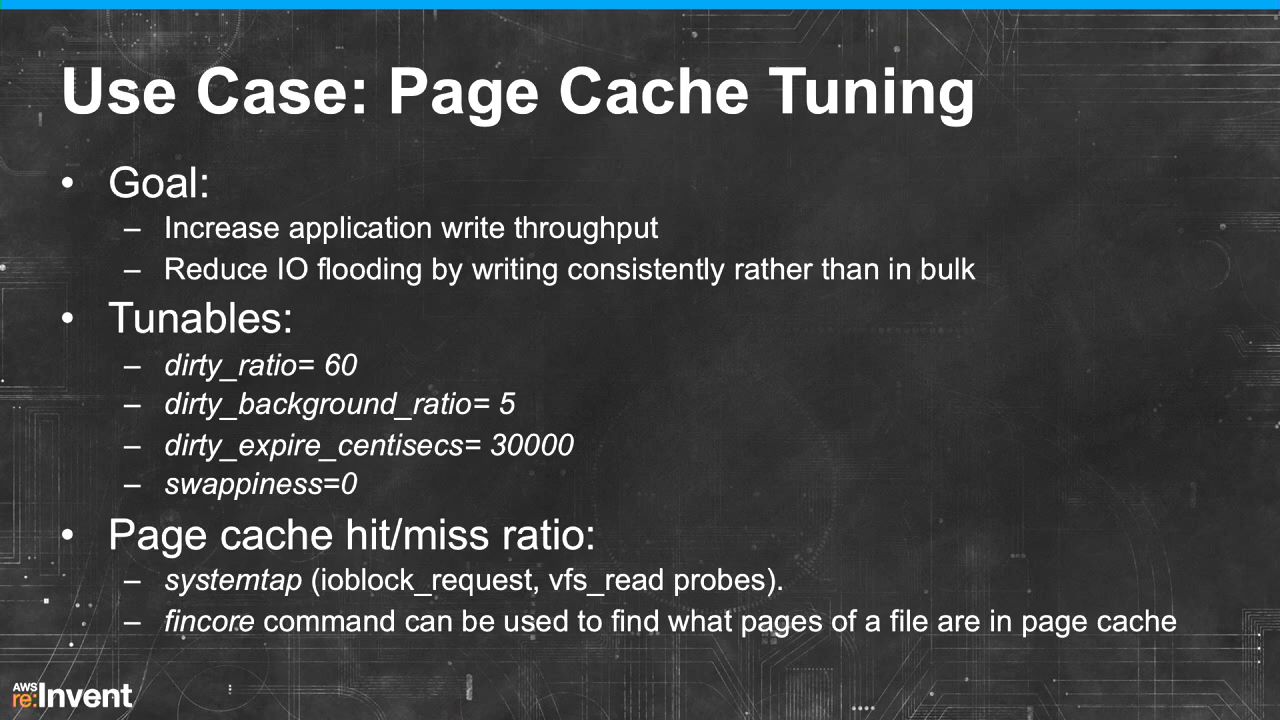 Use Case: Page Cache Tuning
• Goal:
– Increase application write throughput
– Reduce IO flooding by writing consistently rather than in bulk
• Tunables:
– dirty_ratio= 60
– dirty_background_ratio= 5
– dirty_expire_centisecs= 30000
– swappiness=0
• Page cache hit/miss ratio:
– systemtap (ioblock_request, vfs_read probes).
– fincore command can be used to find what pages of a file are in page cache
AWS
re:Invent